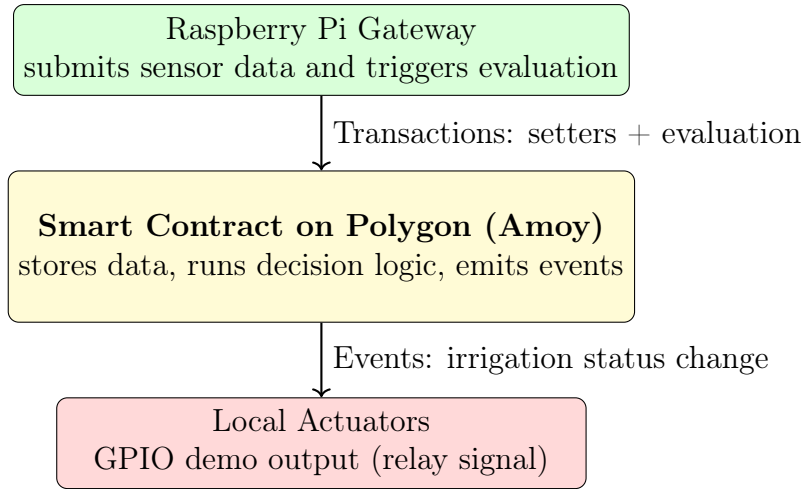 Raspberry Pi Gateway
submits sensor data and triggers evaluation
Transactions: setters + evaluation
Smart Contract on Polygon (Amoy)
stores data, runs decision logic, emits events
Events: irrigation status change
Local Actuators
GPIO demo output (relay signal)